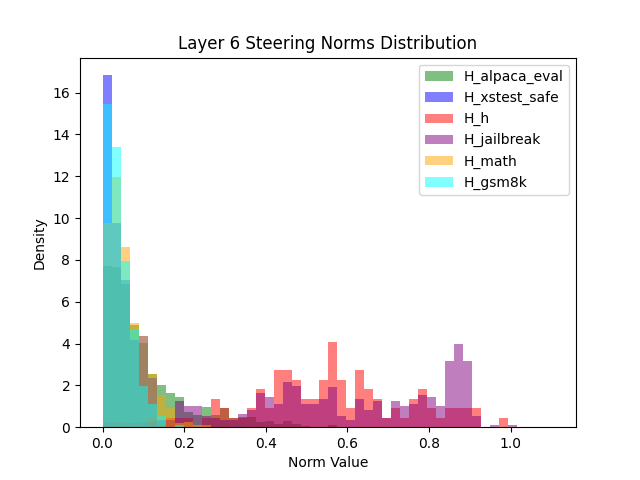 Layer 6 Steering Norms Distribution
H_alpaca_eval
H_xstest_safe
H_h
H_jailbreak
H_math
H_gsm8k
16
14
12
10
8
6
4
2
0
Density
0.0 0.2 0.4 0.6 0.8 1.0
Norm Value